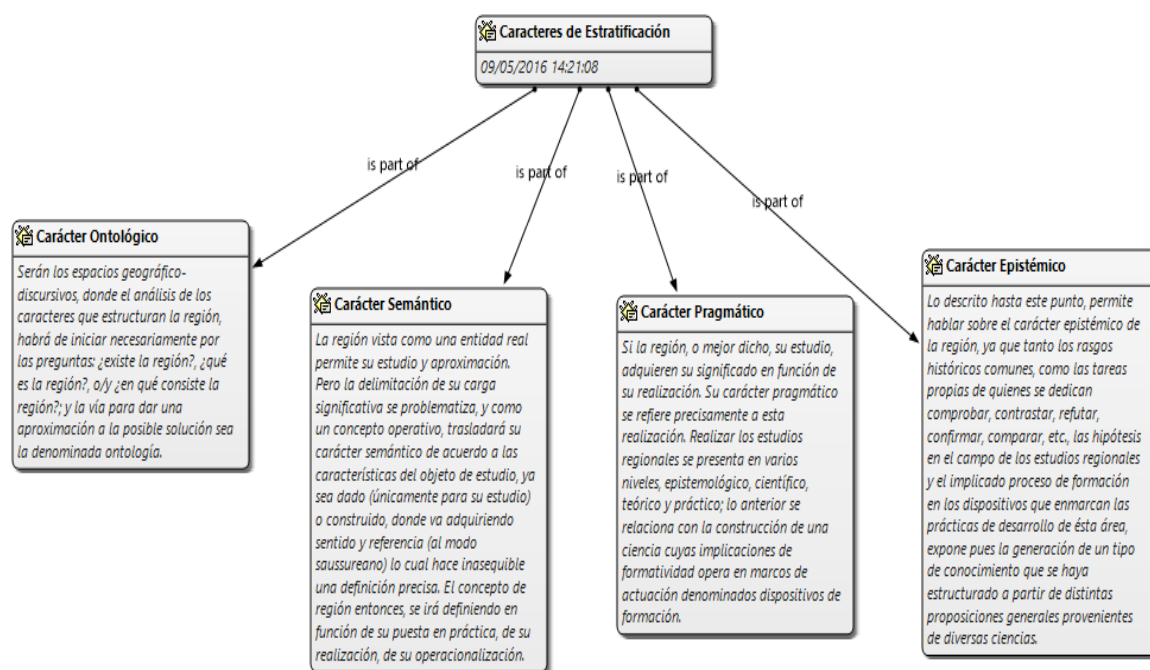 Caracteres de Estratificación
09/05/2016 14:21:08
is part of
is part of
is part of
is part of
Carácter Ontológico
Serán los espacios geográfico-
discursivos, donde el análisis de los
caracteres que estructuran la región,
habrá de iniciar necesariamente por
las preguntas: ¿existe la región?, ¿qué
es la región?, o/y ¿en qué consiste la
región?; y la vía para dar una
aproximación a la posible solución sea
la denominada ontología.
Carácter Semántico
La región vista como una entidad real
permite su estudio y aproximación.
Pero la delimitación de su carga
significativa se problematiza, y como
un concepto operativo, trasladará su
carácter semántico de acuerdo a las
características del objeto de estudio, ya
sea dado (únicamente para su estudio)
o construido, donde va adquiriendo
sentido y referencia (al modo
saussureano) lo cual hace inasequible
una definición precisa. El concepto de
región entonces, se irá definiendo en
función de su puesta en práctica, de su
realización, de su operacionalización.
Carácter Pragmático
Si la región, o mejor dicho, su estudio,
adquieren su significado en función de
su realización. Su carácter pragmático
se refiere precisamente a esta
realización. Realizar los estudios
regionales se presenta en varios
niveles, epistemológico, científico,
teórico y práctico; lo anterior se
relaciona con la construcción de una
ciencia cuyas implicaciones de
formatividad opera en marcos de
actuación denominados dispositivos de
formación.
Carácter Epistémico
Lo descrito hasta este punto, permite
hablar sobre el carácter epistémico de
la región, ya que tanto los rasgos
históricos comunes, como las tareas
propias de quienes se dedican
comprobar, contrastar, refutar,
confirmar, comparar, etc., las hipótesis
en el campo de los estudios regionales
y el implicado proceso de formación
en los dispositivos que enmarcan las
prácticas de desarrollo de ésta área,
expone pues la generación de un tipo
de conocimiento que se haya
estructurado a partir de distintas
proposiciones generales provenientes
de diversas ciencias.